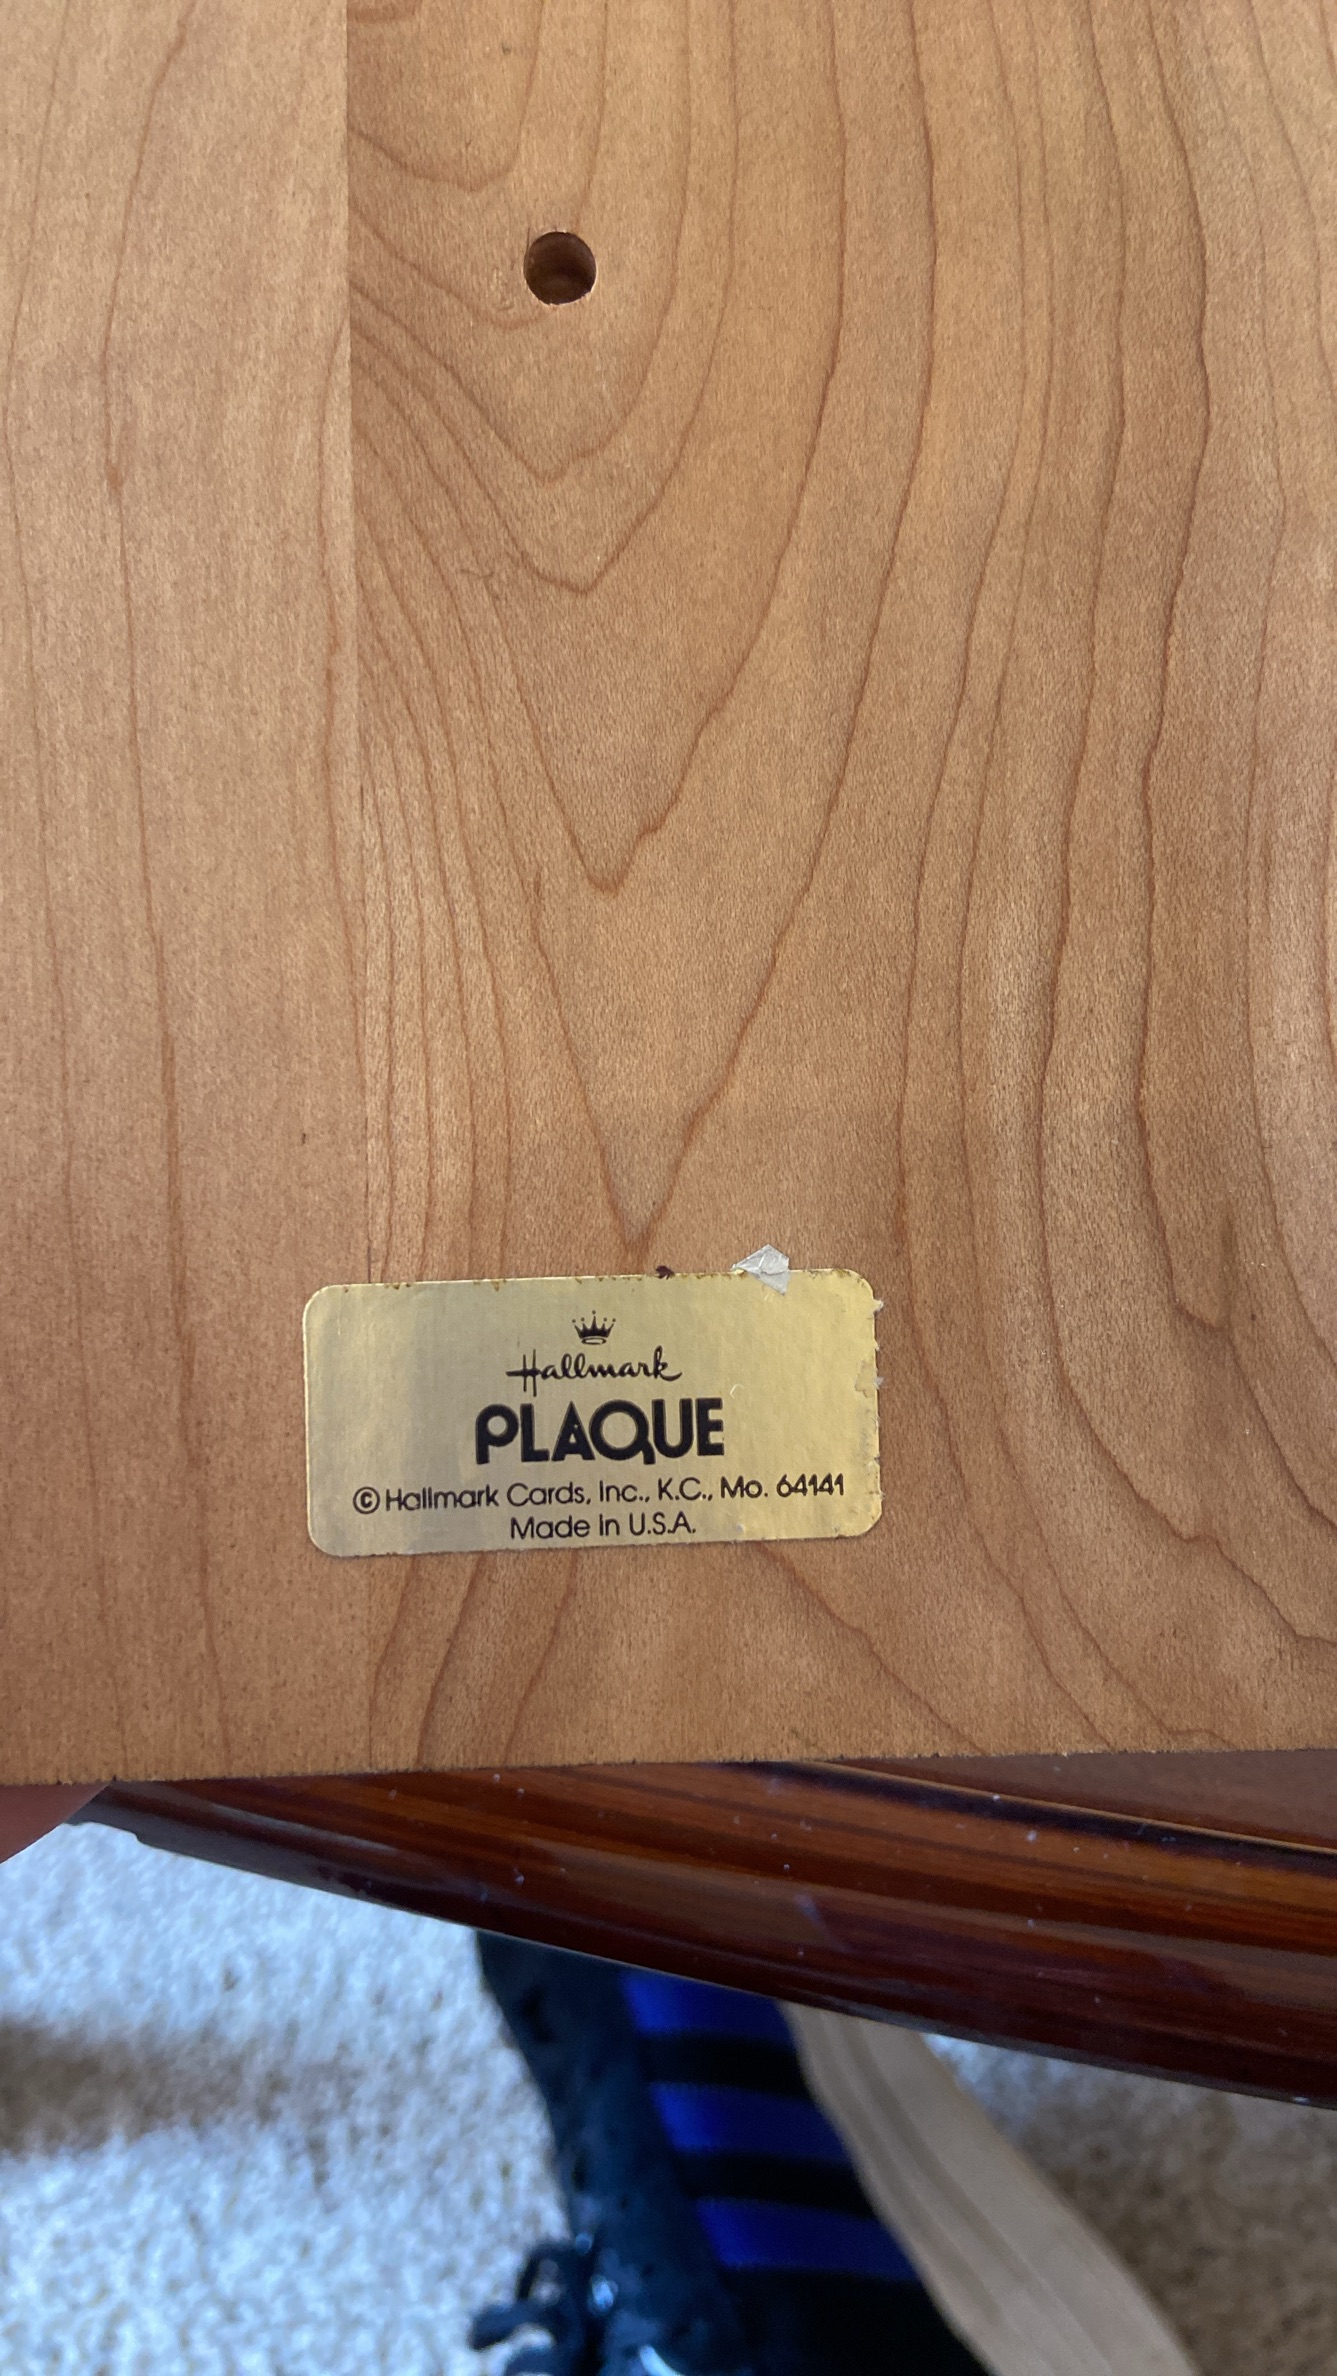 Hallmark
PLAQUE
©Hallmark Cards, Inc., K.C., Mo. 64141
Made in U.S.A.